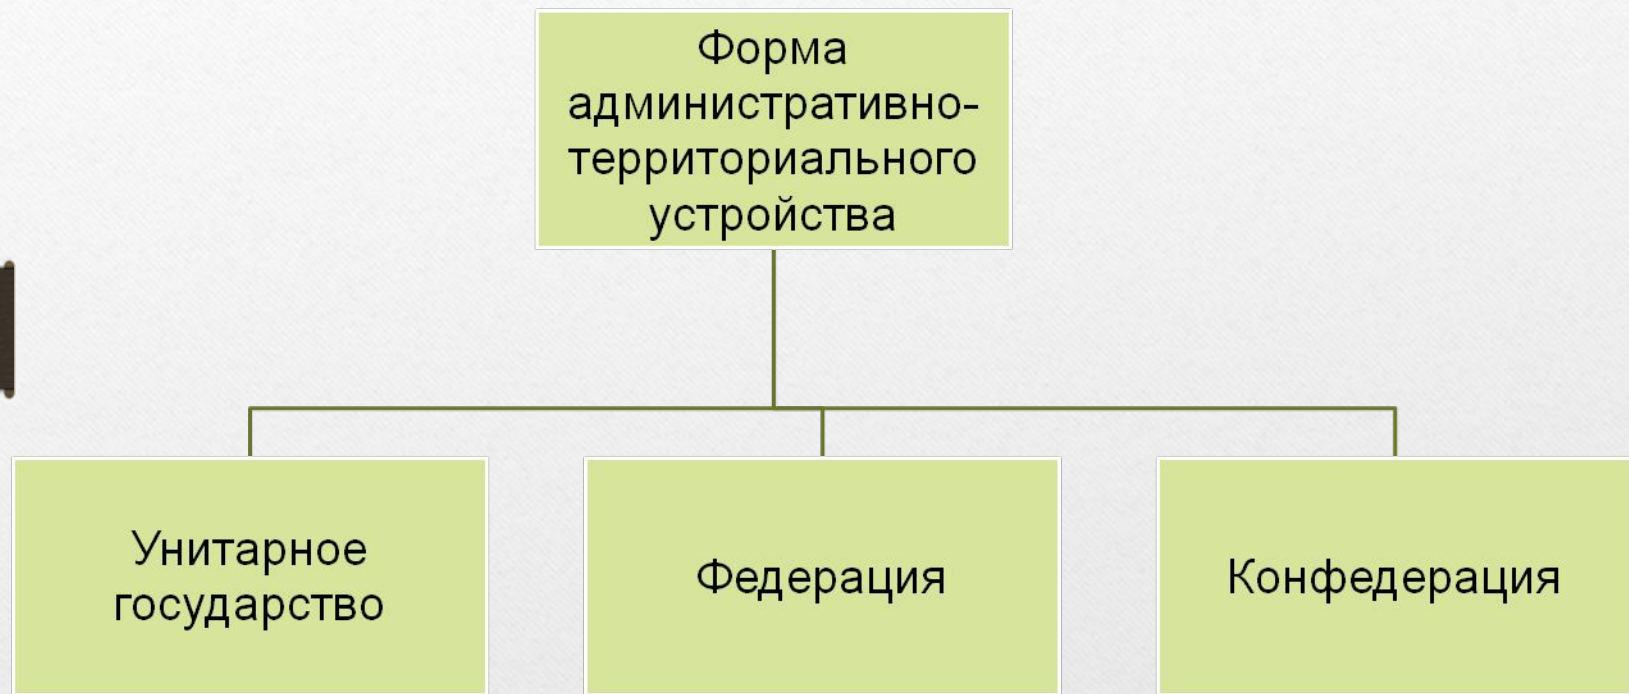 Форма
административно-
территориального
устройства
Унитарное
государство
Федерация
Конфедерация